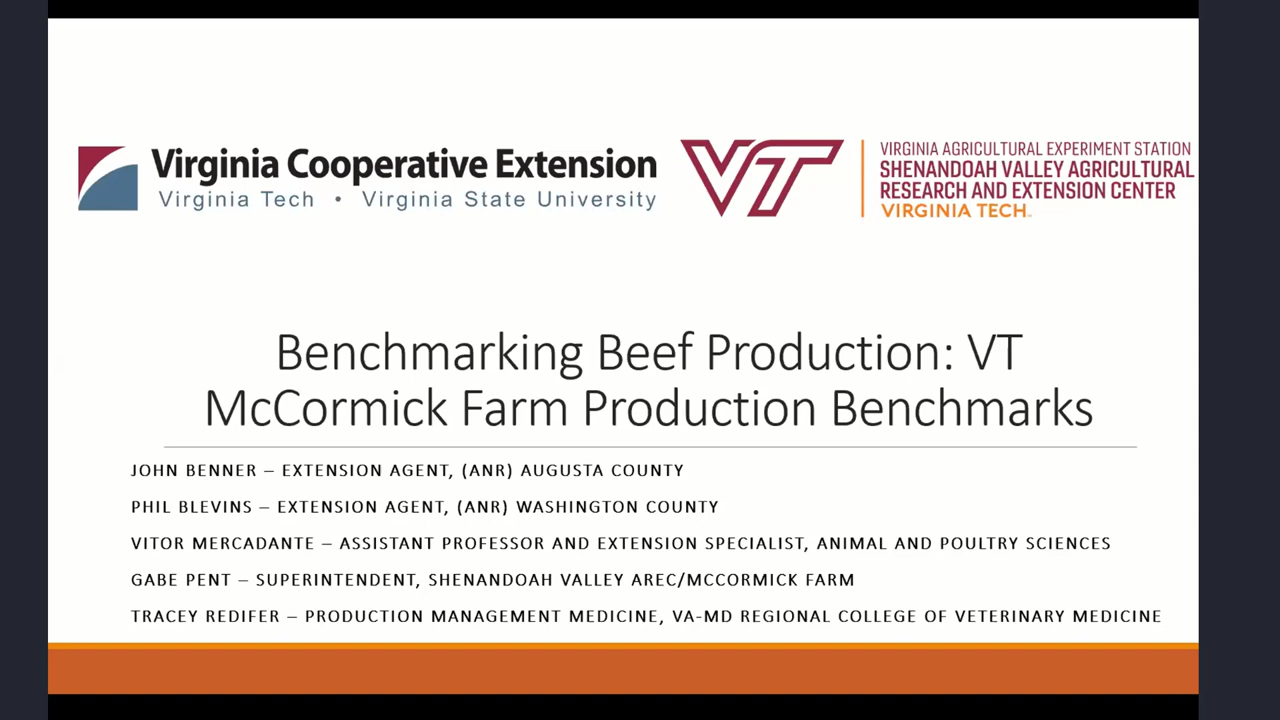 Virginia Cooperative Extension
Virginia Tech • Virginia State University
VT
VIRGINIA AGRICULTURAL EXPERIMENT STATION
SHENANDOAH VALLEY AGRICULTURAL
RESEARCH AND EXTENSION CENTER
VIRGINIA TECH.
Benchmarking Beef Production: VT
McCormick Farm Production Benchmarks
JOHN BENNER – EXTENSION AGENT, (ANR) AUGUSTA COUNTY
PHIL BLEVINS – EXTENSION AGENT, (ANR) WASHINGTON COUNTY
VITOR MERCADANTE – ASSISTANT PROFESSOR AND EXTENSION SPECIALIST, ANIMAL AND POULTRY SCIENCES
GABE PENT – SUPERINTENDENT, SHENANDOAH VALLEY AREC/MCCORMICK FARM
TRACEY REDIFER – PRODUCTION MANAGEMENT MEDICINE, VA-MD REGIONAL COLLEGE OF VETERINARY MEDICINE